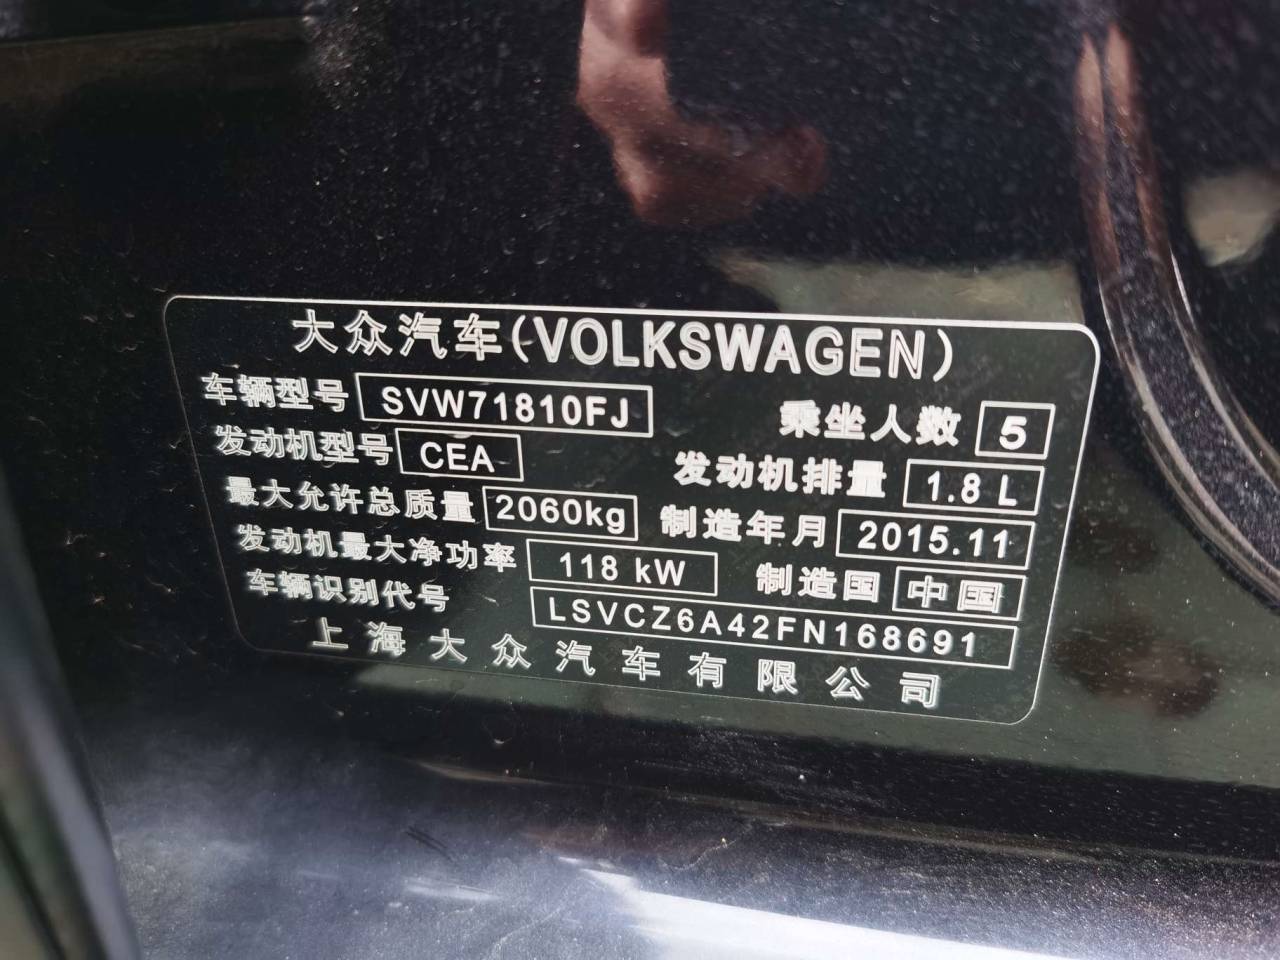 大众汽车(VOLKSWAGEN)
车辆型号 SVW71810FJ 乘坐人数 5
发动机型号 CEA 发动机排量 1.8 L
最大允许总质量 2060kg 制造年月 2015.11
发动机最大净功率 118 kW 制造国 中国
车辆识别代号 LSVCZ6A42FN168691
上海大众汽车有限公司